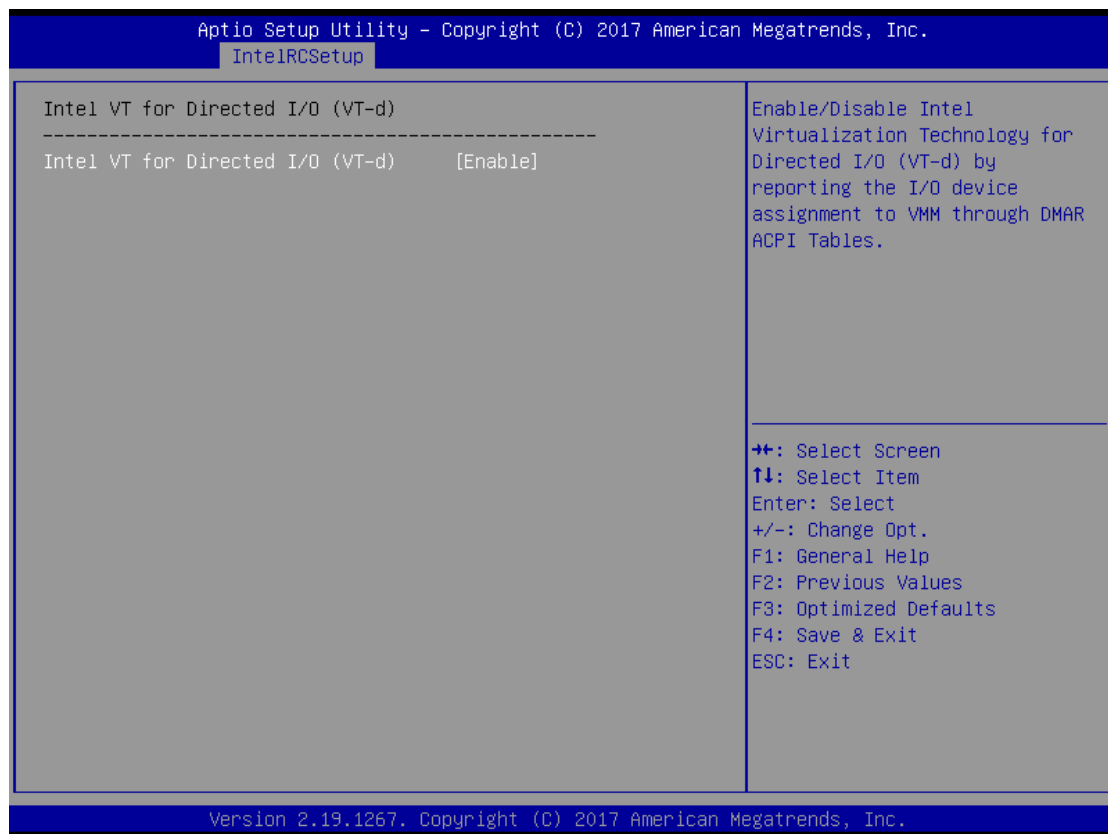 Aptio Setup Utility – Copyright (C) 2017 American Megatrends, Inc.
IntelRCSetup
Intel VT for Directed I/O (VT-d)
--------------------------------------------------
Intel VT for Directed I/O (VT-d) [Enable]
Enable/Disable Intel
Virtualization Technology for
Directed I/O (VT-d) by
reporting the I/O device
assignment to VMM through DMAR
ACPI Tables.
→←: Select Screen
↑↓: Select Item
Enter: Select
+/-: Change Opt.
F1: General Help
F2: Previous Values
F3: Optimized Defaults
F4: Save & Exit
ESC: Exit
Version 2.19.1267. Copyright (C) 2017 American Megatrends, Inc.